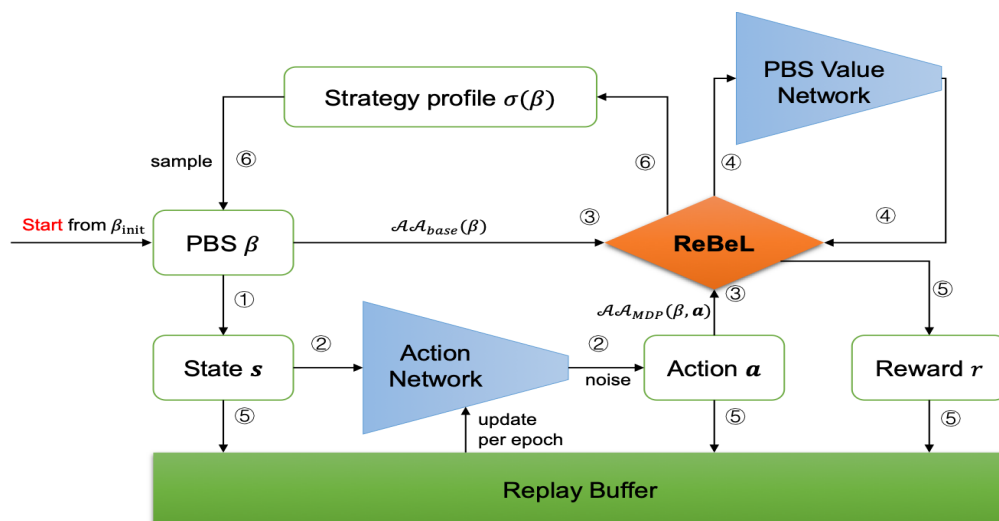 PBS Value
Network
Strategy profile σ(β)
④
⑥
⑥
sample
Start from β_init
PBS β
𝒜𝒜_base(β)
③
ReBeL
④
①
③
⑤
𝒜𝒜_MDP(β, a)
State s
②
Action
Network
②
noise
Action a
Reward r
⑤
update
per epoch
⑤
⑤
Replay Buffer